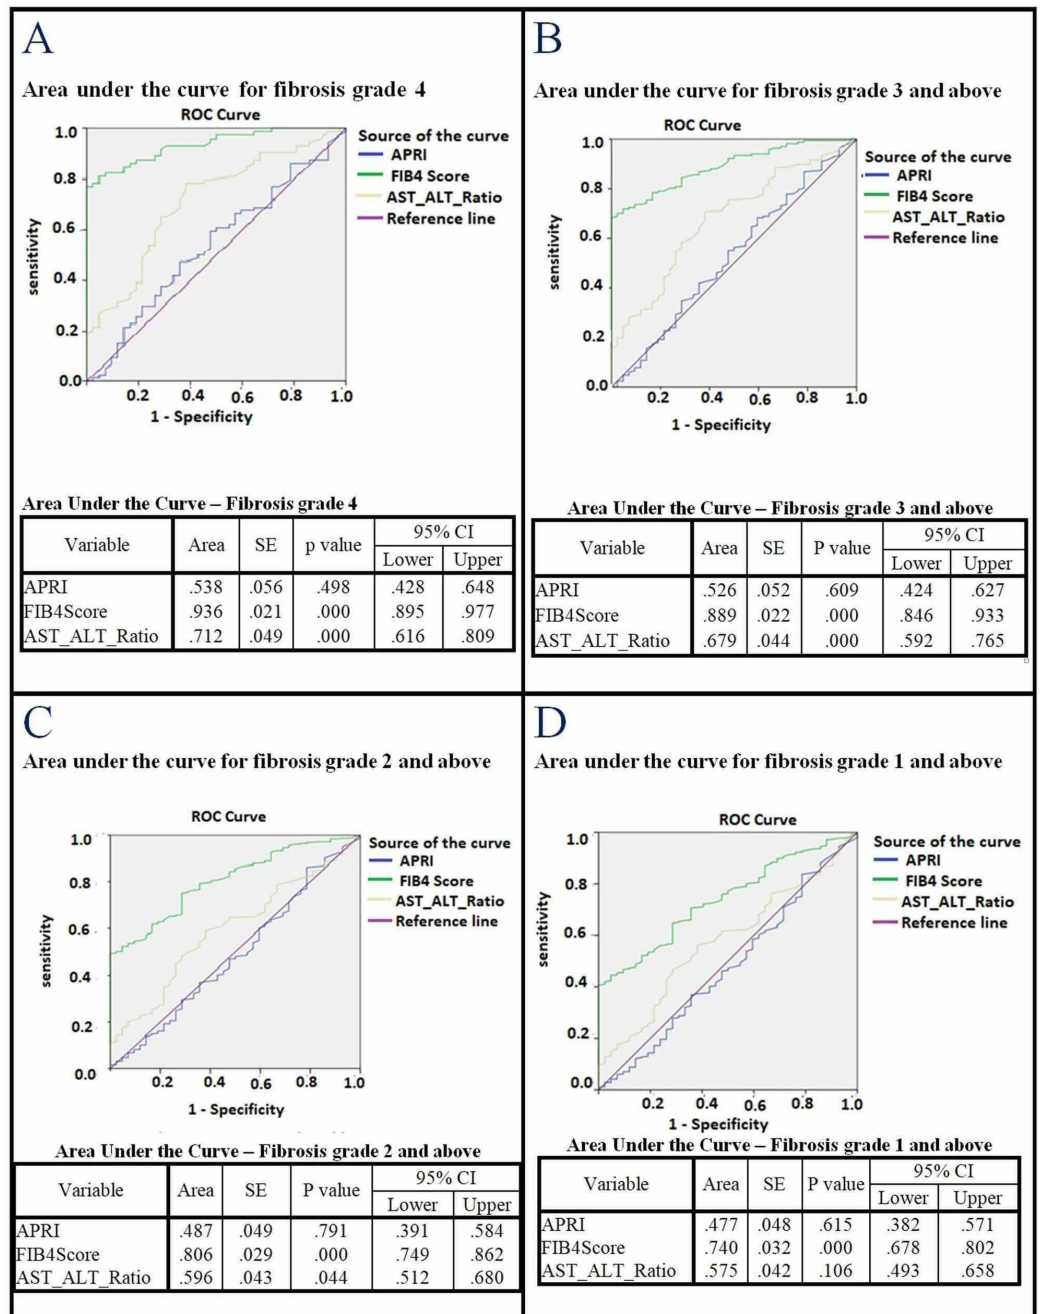 A
Area under the curve for fibrosis grade 4
ROC Curve
1.0
0.8
0.6
0.4
0.2
0.0
sensitivity
0.2 0.4 0.6 0.8 1.0
1 - Specificity
Source of the curve
APRI
FIB4 Score
AST_ALT_Ratio
Reference line
Area Under the Curve – Fibrosis grade 4
Variable Area SE p value 95% CI
Lower Upper
APRI .538 .056 .498 .428 .648
FIB4Score .936 .021 .000 .895 .977
AST_ALT_Ratio .712 .049 .000 .616 .809
B
Area under the curve for fibrosis grade 3 and above
ROC Curve
1.0
0.8
0.6
0.4
0.2
0.0
sensitivity
0.2 0.4 0.6 0.8 1.0
1 - Specificity
Source of the curve
APRI
FIB4 Score
AST_ALT_Ratio
Reference line
Area Under the Curve – Fibrosis grade 3 and above
Variable Area SE P value 95% CI
Lower Upper
APRI .526 .052 .609 .424 .627
FIB4Score .889 .022 .000 .846 .933
AST_ALT_Ratio .679 .044 .000 .592 .765
C
Area under the curve for fibrosis grade 2 and above
ROC Curve
1.0
0.8
0.6
0.4
0.2
0.0
sensitivity
0.2 0.4 0.6 0.8 1.0
1 - Specificity
Source of the curve
APRI
FIB4 Score
AST_ALT_Ratio
Reference line
Area Under the Curve – Fibrosis grade 2 and above
Variable Area SE P value 95% CI
Lower Upper
APRI .487 .049 .791 .391 .584
FIB4Score .806 .029 .000 .749 .862
AST_ALT_Ratio .596 .043 .044 .512 .680
D
Area under the curve for fibrosis grade 1 and above
ROC Curve
1.0
0.8
0.6
0.4
0.2
0.0
sensitivity
0.2 0.4 0.6 0.8 1.0
1 - Specificity
Source of the curve
APRI
FIB4 Score
AST_ALT_Ratio
Reference line
Area Under the Curve – Fibrosis grade 1 and above
Variable Area SE P value 95% CI
Lower Upper
APRI .477 .048 .615 .382 .571
FIB4Score .740 .032 .000 .678 .802
AST_ALT_Ratio .575 .042 .106 .493 .658